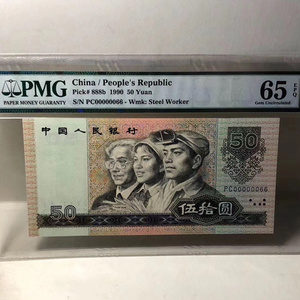 PMG
PAPER MONEY GUARANTY
China / People's Republic
Pick# 888b 1990 50 Yuan
S/N PC00000066 - Wmk: Steel Worker
65 EPQ
Gem Uncirculated
中国人民银行
50
PC00000066
50
伍拾圆